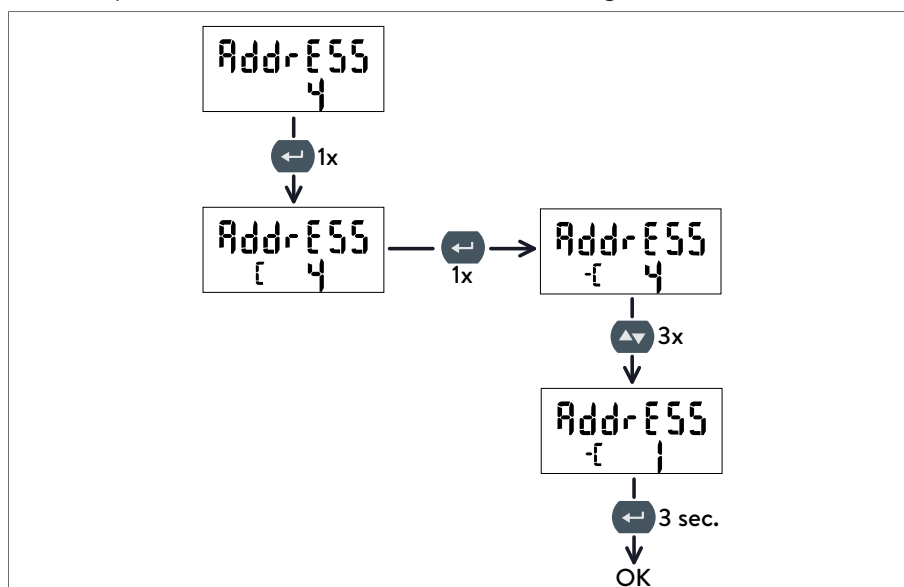 AddrESS
4
1x
AddrESS
[ 4
1x
AddrESS
-[ 4
3x
AddrESS
-[ 1
3 sec.
OK